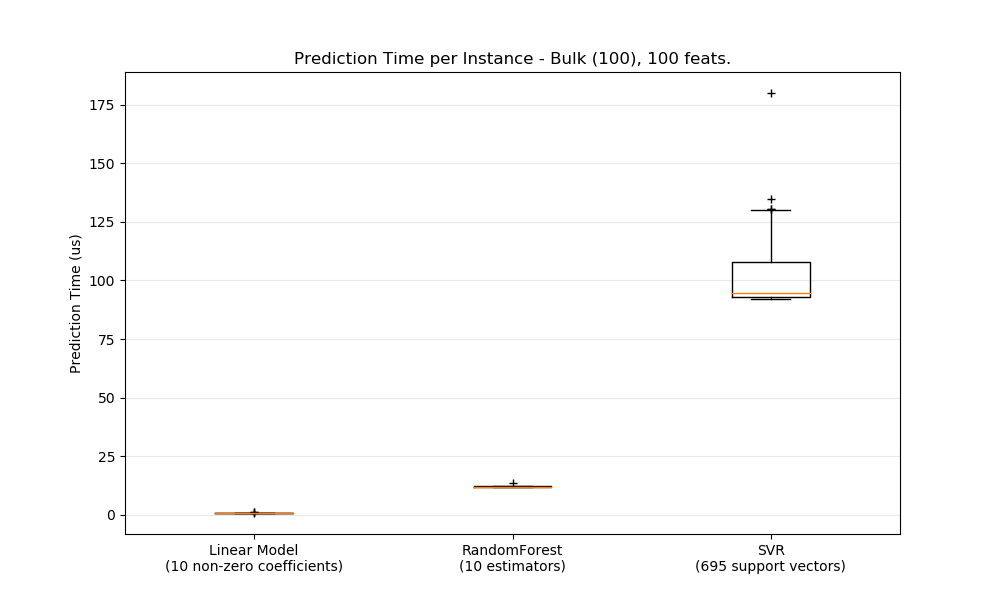 Prediction Time per Instance - Bulk (100), 100 feats.
Prediction Time (us)
175
150
125
100
75
50
25
0
Linear Model
(10 non-zero coefficients)
RandomForest
(10 estimators)
SVR
(695 support vectors)